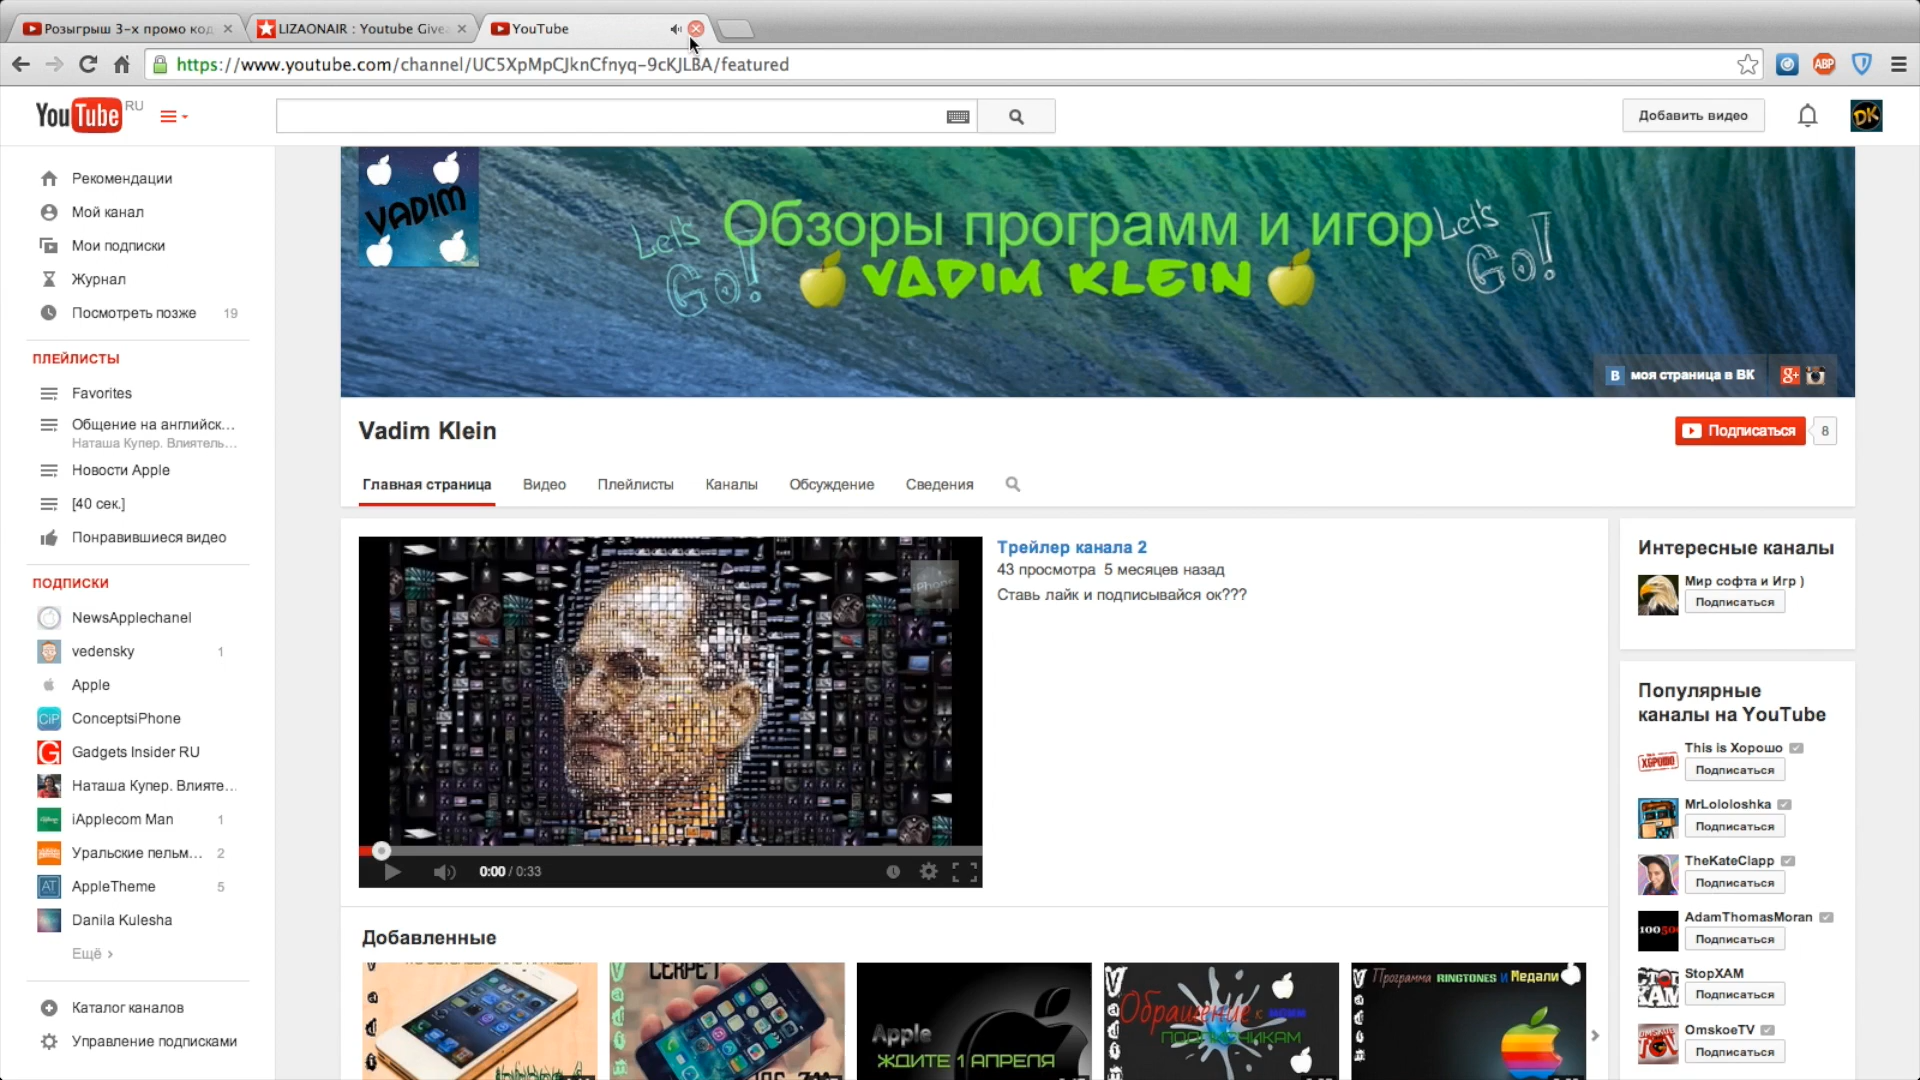 Розыгрыш 3-х промо код
LIZAONAIR : Youtube Give
YouTube
https://www.youtube.com/channel/UC5XpMpCJknCfnyq-9cKJLBA/featured
ABP
YouTube RU
Добавить видео
DK
Рекомендации
Мой канал
Мои подписки
Журнал
Посмотреть позже 19
ПЛЕЙЛИСТЫ
Favorites
Общение на английск...
Наташа Купер. Влиятель...
Новости Apple
[40 сек.]
Понравившиеся видео
ПОДПИСКИ
NewsApplechanel
vedensky 1
Apple
CiP ConceptsiPhone
G Gadgets Insider RU
Наташа Купер. Влияте...
iApplecom Man 1
Уральские пельм... 2
AT AppleTheme 5
Danila Kulesha
Ещё ›
Каталог каналов
Управление подписками
VADIM
Let's Go!
Обзоры программ и игор
VADIM KLEIN
Let's Go!
B моя страница в ВК
g+
Vadim Klein
Подписаться 8
Главная страница Видео Плейлисты Каналы Обсуждение Сведения
iPhone
0:00 / 0:33
Трейлер канала 2
43 просмотра 5 месяцев назад
Ставь лайк и подписывайся ок???
Добавленные
Apple
ЖДИТЕ 1 АПРЕЛЯ
Обращение к моим
ПОДПИСЧИКАМ
Программа RINGTONES И Медали
Интересные каналы
Мир софта и Игр )
Подписаться
Популярные
каналы на YouTube
ХОРОШО
This is Хорошо
Подписаться
MrLololoshka
Подписаться
TheKateClapp
Подписаться
AdamThomasMoran
Подписаться
StopXAM
Подписаться
OmskoeTV
Подписаться